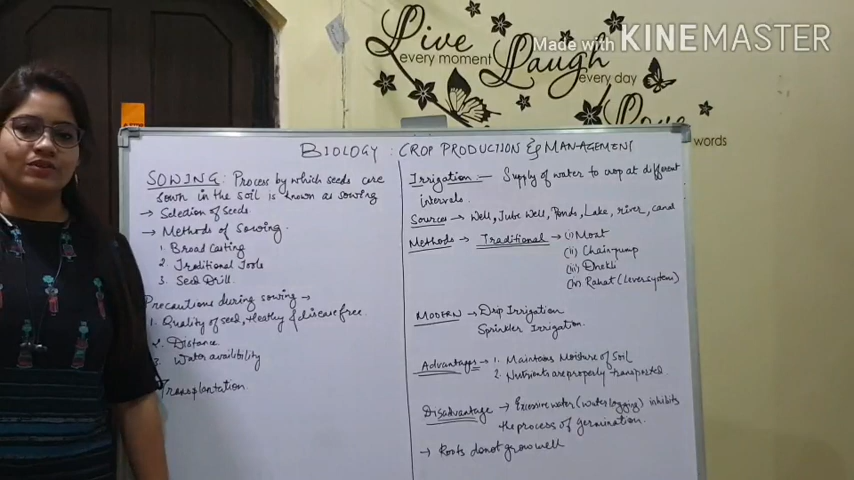 Made with KINEMASTER
Live
every moment
Laugh
every day
words
BIOLOGY : CROP PRODUCTION & MANAGEMENT
SOWING : Process by which seeds are
sown in the soil is known as sowing
→ Selection of Seeds
→ Methods of Sowing.
1. Broad Casting
2 Traditional Tools
3. Seed Drill.
Precautions during sowing →
1. Quality of seed, Healhy & disease free.
2. Distance
3. Water availibility
Transplantation
Irrigation :— Supply of water to crop at different
intervals.
Sources → Well, Tube Well, Ponds, Lake, river, canal
Methods → Traditional → (i) Moat
(ii) Chain-pump
(iii) Dhekli
(iv) Rahat (lever system)
MODERN → Drip Irrigation
Sprinkler Irrigation.
Advantages → 1. Maintains Moisture of Soil
2. Nutrients are properly transported.
Disadvantage → Excessive water (water logging) inhibits
the process of germination.
→ Roots do not grow well